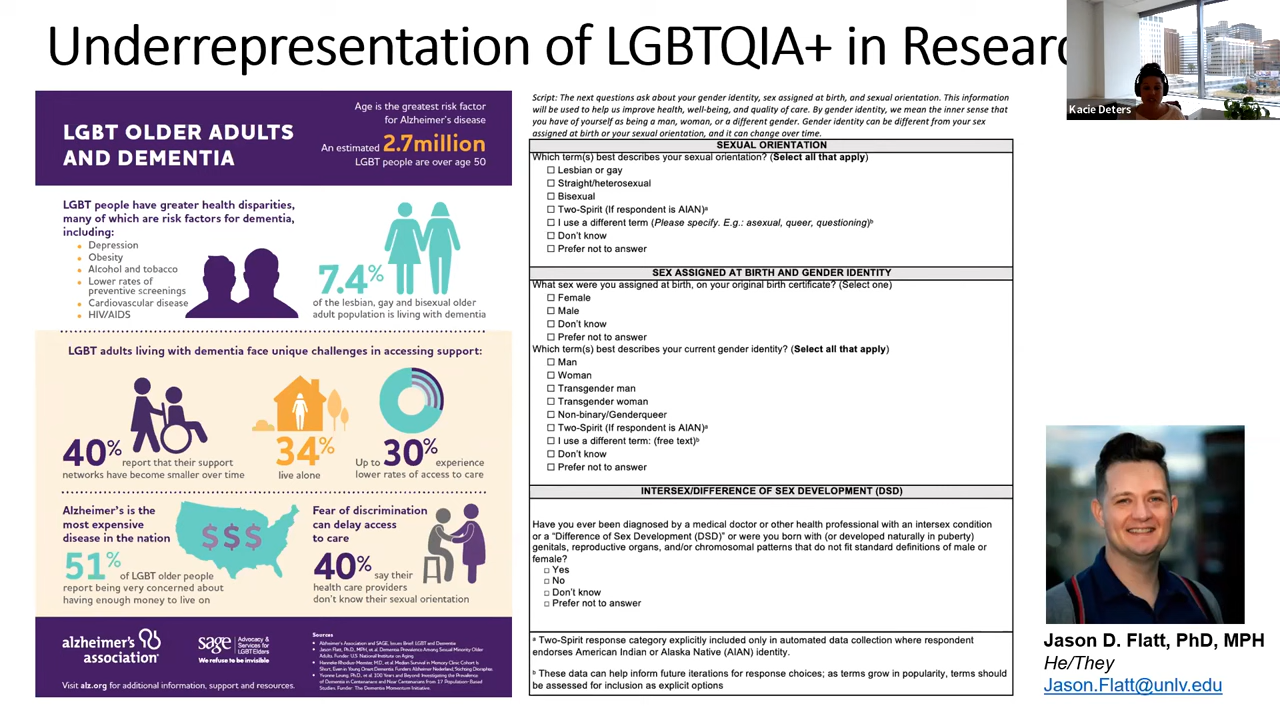 Underrepresentation of LGBTQIA+ in Researc
Kacie Deters
LGBT OLDER ADULTS
AND DEMENTIA
Age is the greatest risk factor
for Alzheimer's disease
An estimated 2.7million
LGBT people are over age 50
LGBT people have greater health disparities,
many of which are risk factors for dementia,
including:
Depression
Obesity
Alcohol and tobacco
Lower rates of
preventive screenings
Cardiovascular disease
HIV/AIDS
7.4%
of the lesbian, gay and bisexual older
adult population is living with dementia
LGBT adults living with dementia face unique challenges in accessing support:
40% report that their support
networks have become smaller over time
34%
live alone
Up to 30% experience
lower rates of access to care
Alzheimer's is the
most expensive
disease in the nation
$$$
51% of LGBT older people
report being very concerned about
having enough money to live on
Fear of discrimination
can delay access
to care
40% say their
health care providers
don't know their sexual orientation
alzheimer's
association
sage
Advocacy &
Services for
LGBT Elders
We refuse to be invisible
Visit alz.org for additional information, support and resources.
Sources
Alzheimer's Association and SAGE. Issues Brief: LGBT and Dementia
Script: The next questions ask about your gender identity, sex assigned at birth, and sexual orientation. This information
will be used to help us improve health, well-being, and quality of care. By gender identity, we mean the inner sense that
you have of yourself as being a man, woman, or a different gender. Gender identity can be different from your sex
assigned at birth or your sexual orientation, and it can change over time.
SEXUAL ORIENTATION
Which term(s) best describes your sexual orientation? (Select all that apply)
☐ Lesbian or gay
☐ Straight/heterosexual
☐ Bisexual
☐ Two-Spirit (If respondent is AIAN)ᵃ
☐ I use a different term (Please specify. E.g.: asexual, queer, questioning)ᵇ
☐ Don't know
☐ Prefer not to answer
SEX ASSIGNED AT BIRTH AND GENDER IDENTITY
What sex were you assigned at birth, on your original birth certificate? (Select one)
☐ Female
☐ Male
☐ Don't know
☐ Prefer not to answer
Which term(s) best describes your current gender identity? (Select all that apply)
☐ Man
☐ Woman
☐ Transgender man
☐ Transgender woman
☐ Non-binary/Genderqueer
☐ Two-Spirit (If respondent is AIAN)ᵃ
☐ I use a different term: (free text)ᵇ
☐ Don't know
☐ Prefer not to answer
INTERSEX/DIFFERENCE OF SEX DEVELOPMENT (DSD)
Have you ever been diagnosed by a medical doctor or other health professional with an intersex condition
or a "Difference of Sex Development (DSD)" or were you born with (or developed naturally in puberty)
genitals, reproductive organs, and/or chromosomal patterns that do not fit standard definitions of male or
female?
☐ Yes
☐ No
☐ Don't know
☐ Prefer not to answer
ᵃ Two-Spirit response category explicitly included only in automated data collection where respondent
endorses American Indian or Alaska Native (AIAN) identity.
ᵇ These data can help inform future iterations for response choices; as terms grow in popularity, terms should
be assessed for inclusion as explicit options
Jason D. Flatt, PhD, MPH
He/They
Jason.Flatt@unlv.edu